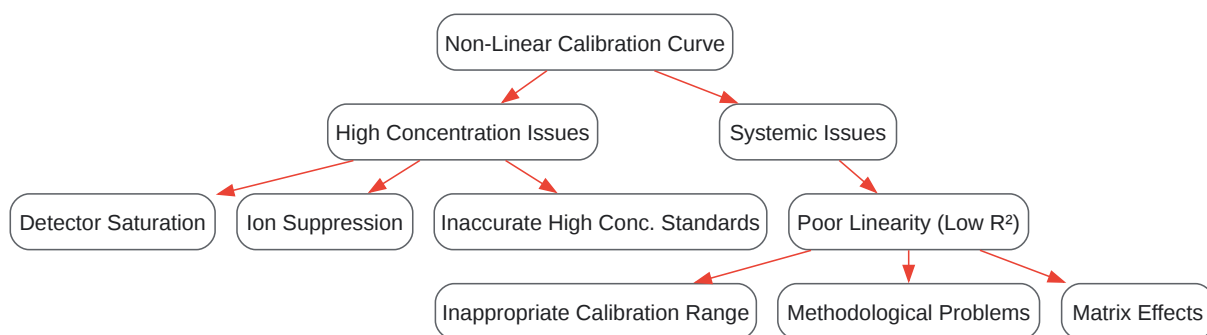 Non-Linear Calibration Curve
High Concentration Issues
Systemic Issues
Detector Saturation
Ion Suppression
Inaccurate High Conc. Standards
Poor Linearity (Low R²)
Inappropriate Calibration Range
Methodological Problems
Matrix Effects